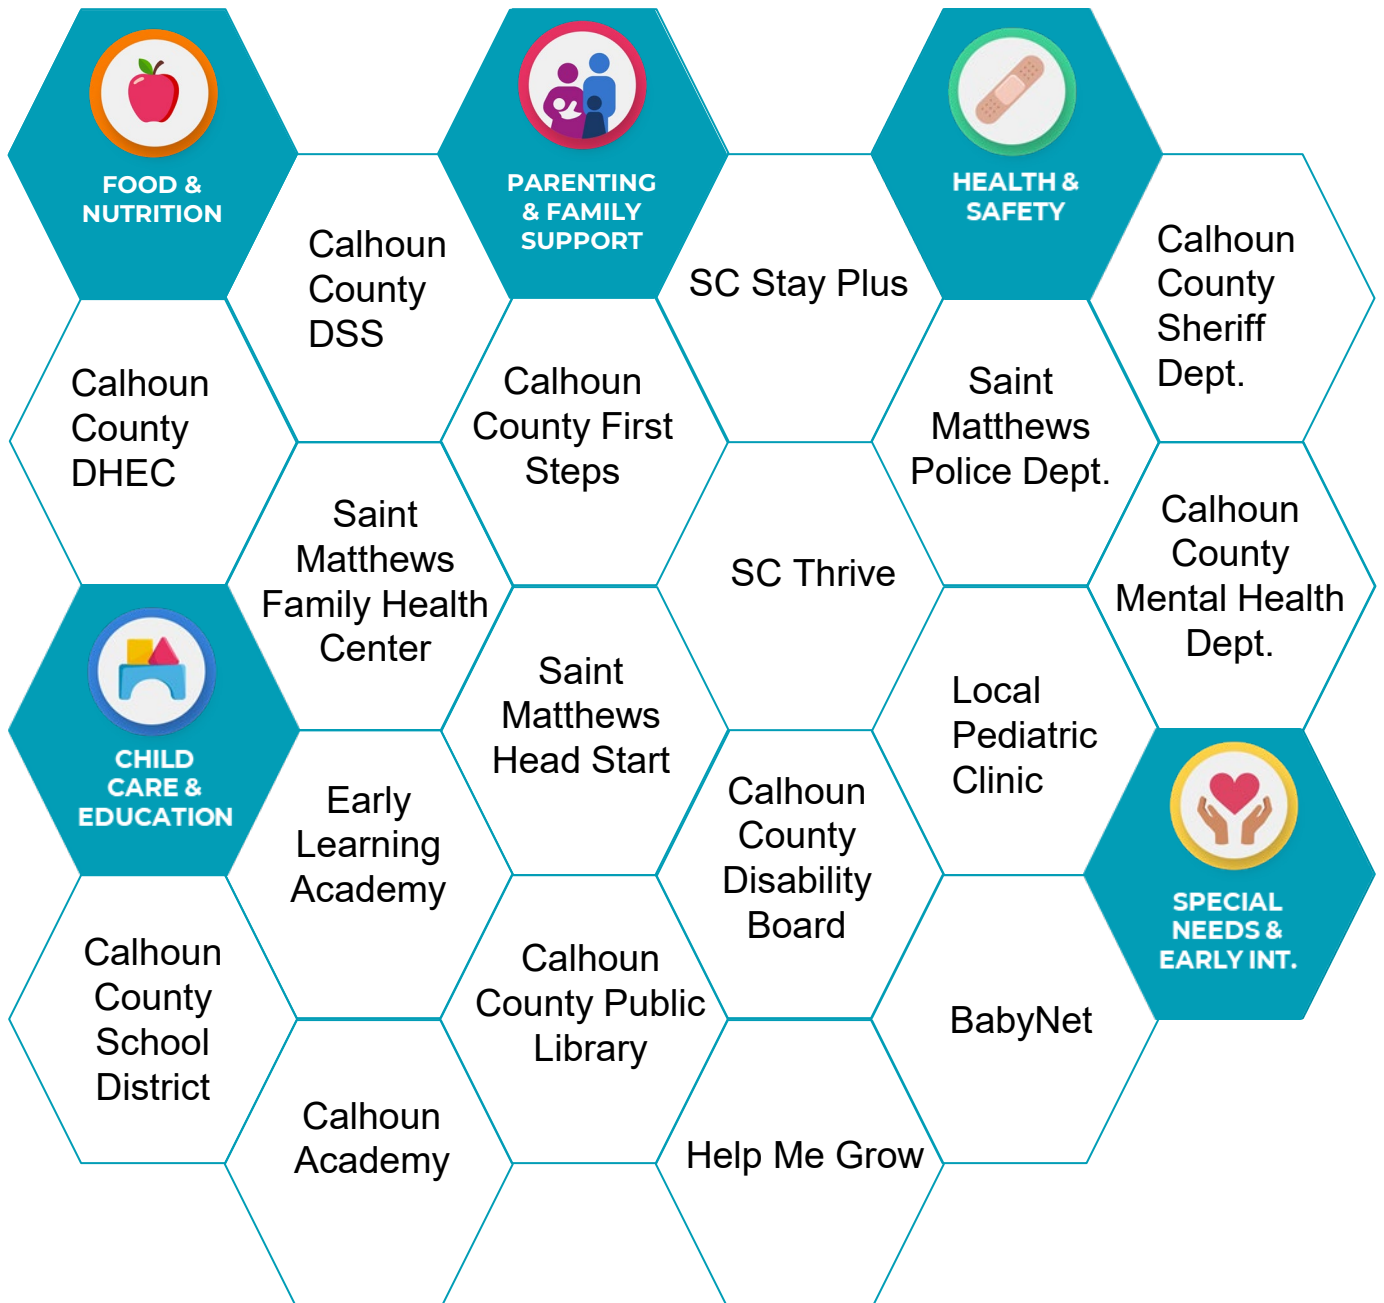 FOOD &
NUTRITION
PARENTING
& FAMILY
SUPPORT
HEALTH &
SAFETY
Calhoun
County
DSS
SC Stay Plus
Calhoun
County
Sheriff
Dept.
Calhoun
County
DHEC
Calhoun
County First
Steps
Saint
Matthews
Police Dept.
Saint
Matthews
Family Health
Center
SC Thrive
Calhoun
County
Mental Health
Dept.
CHILD
CARE &
EDUCATION
Saint
Matthews
Head Start
Local
Pediatric
Clinic
Early
Learning
Academy
Calhoun
County
Disability
Board
SPECIAL
NEEDS &
EARLY INT.
Calhoun
County
School
District
Calhoun
County Public
Library
BabyNet
Calhoun
Academy
Help Me Grow